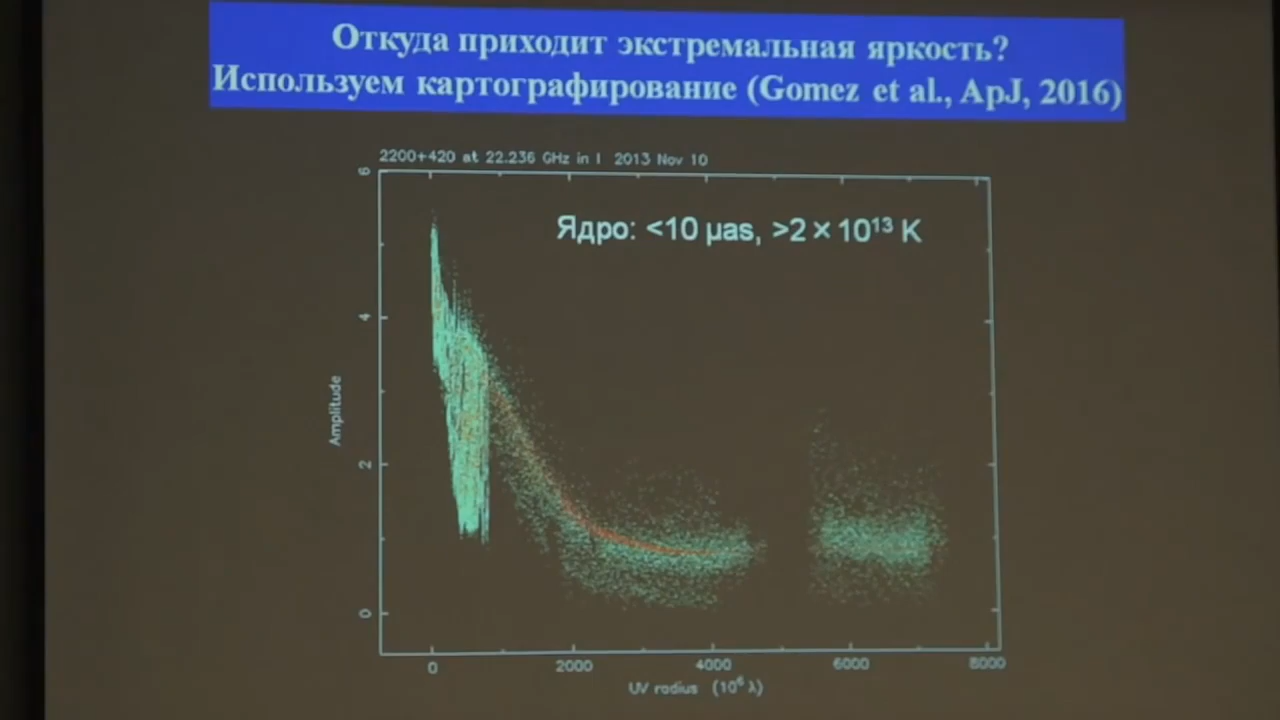 Откуда приходит экстремальная яркость?
Используем картографирование (Gomez et al., ApJ, 2016)
2200+420 at 22.236 GHz in I 2013 Nov 10
Ядро: <10 μas, >2 × 10¹³ K
6
4
2
0
Amplitude
0 2000 4000 6000 8000
UV radius (10⁶ λ)